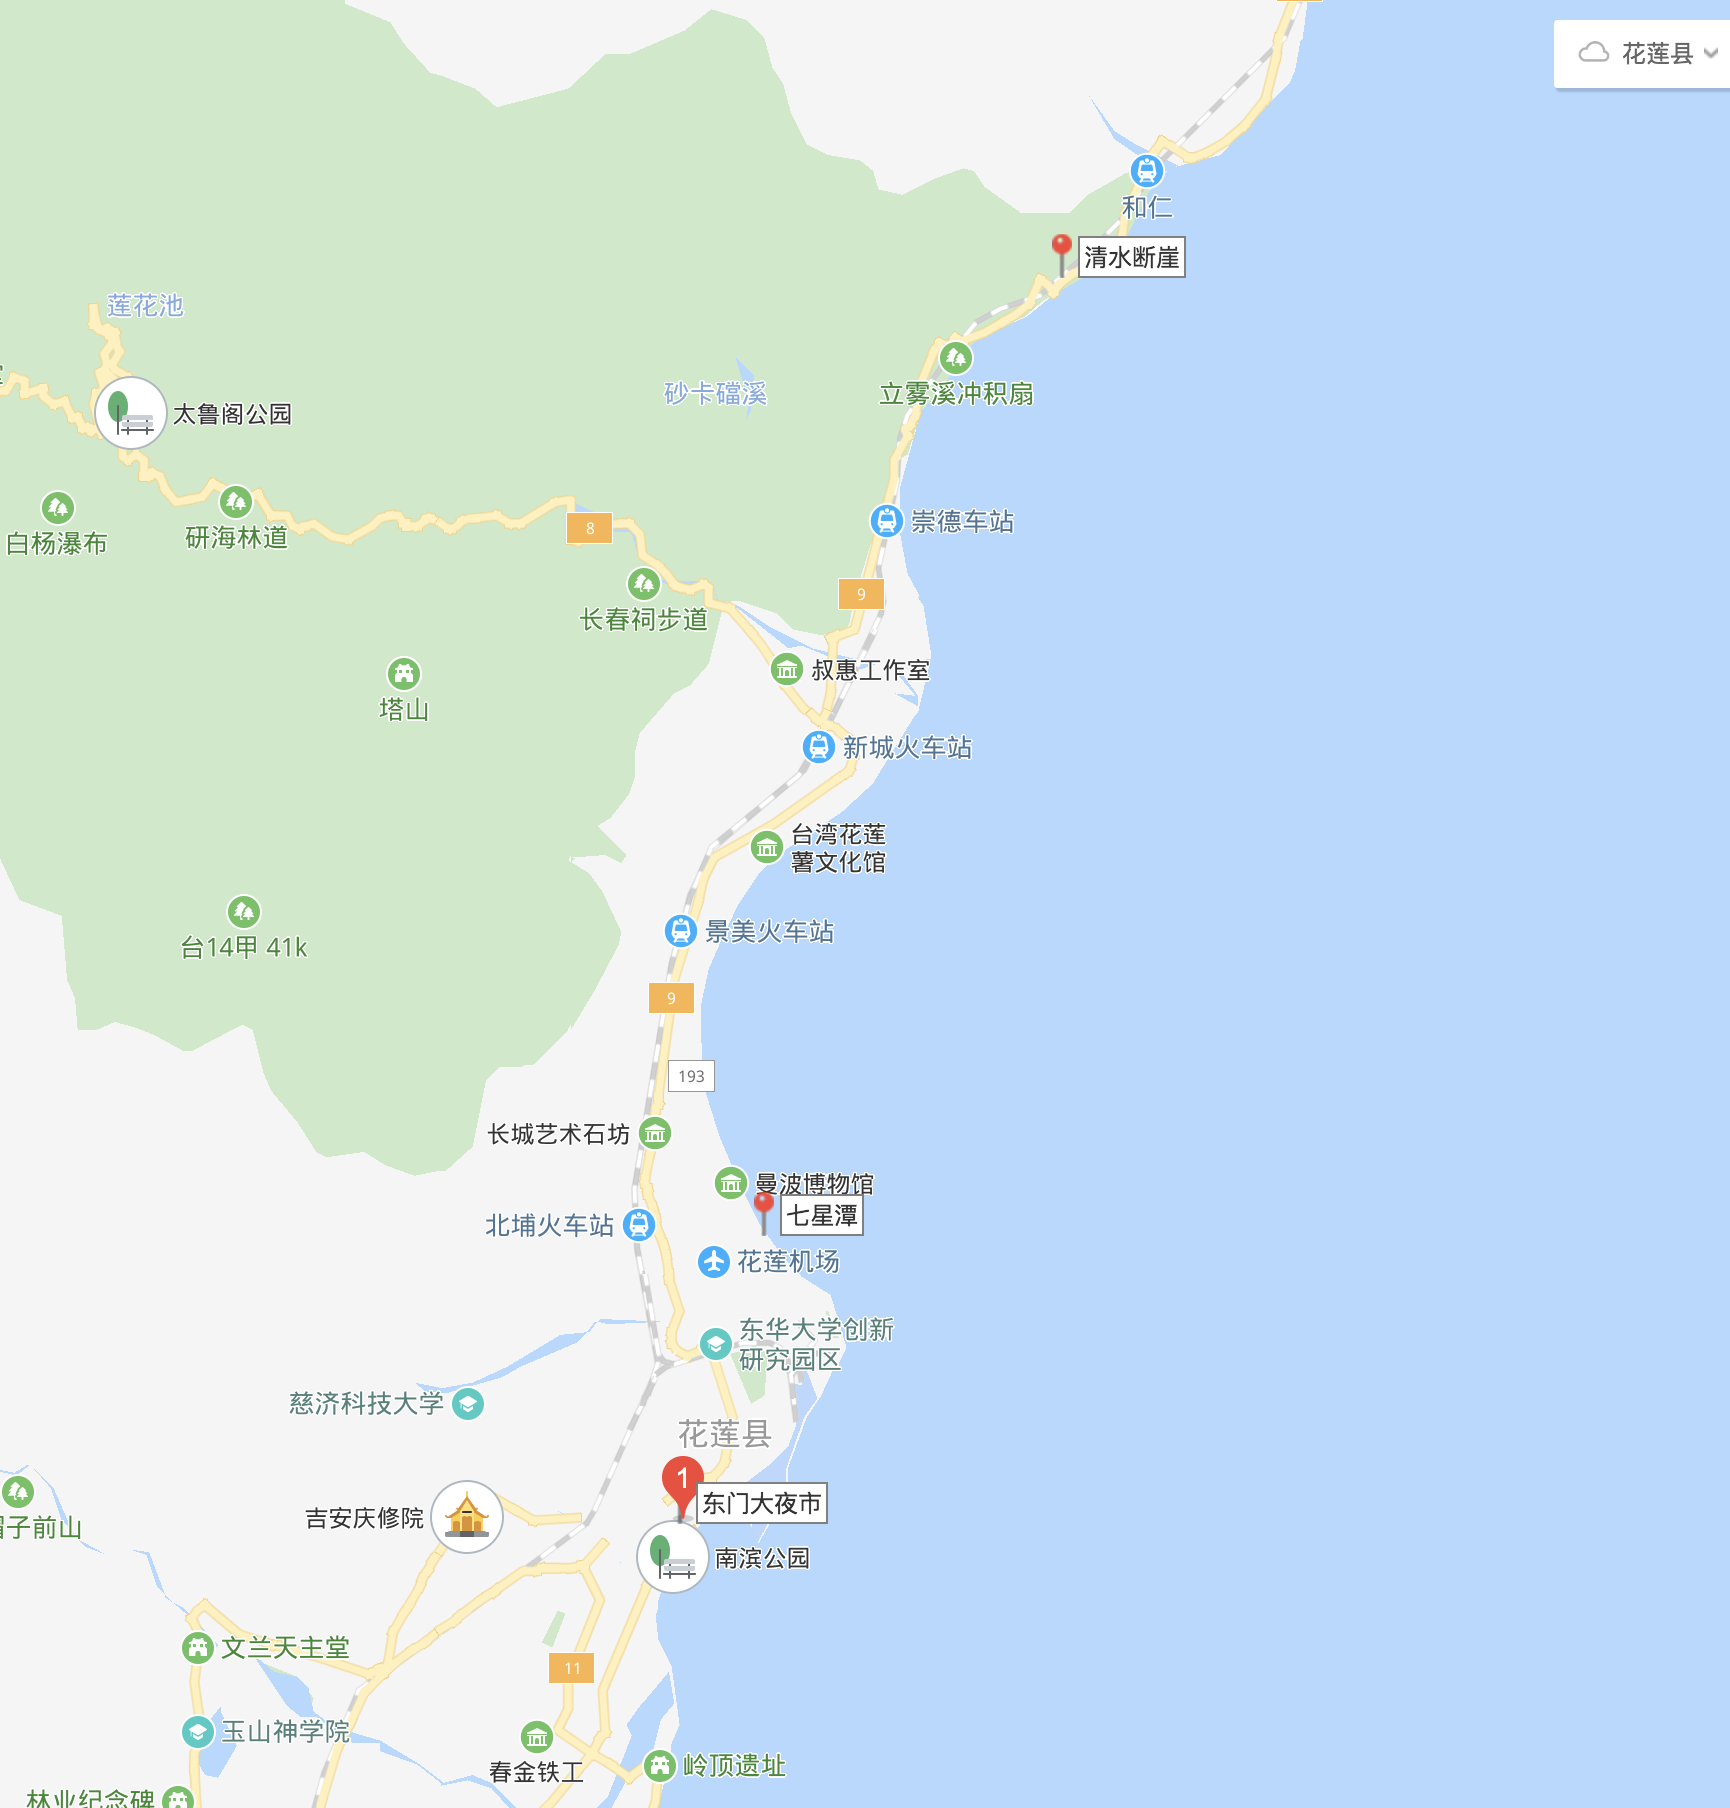 花莲县
和仁
清水断崖
莲花池
砂卡礑溪
立雾溪冲积扇
太鲁阁公园
白杨瀑布
研海林道
8
崇德车站
9
长春祠步道
叔惠工作室
塔山
新城火车站
台湾花莲
薯文化馆
景美火车站
台14甲 41k
9
193
长城艺术石坊
曼波博物馆
七星潭
北埔火车站
花莲机场
东华大学创新
研究园区
慈济科技大学
花莲县
1
东门大夜市
吉安庆修院
子前山
南滨公园
文兰天主堂
11
玉山神学院
春金铁工
岭顶遗址
林业纪念碑